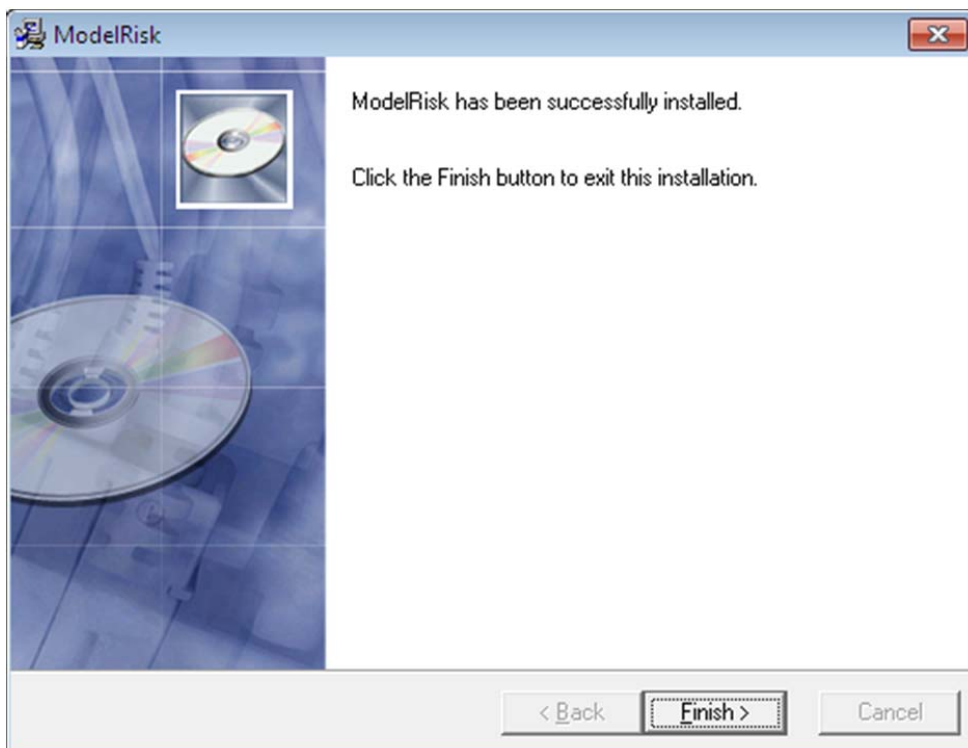 ModelRisk
ModelRisk has been successfully installed.
Click the Finish button to exit this installation.
< Back
Finish >
Cancel